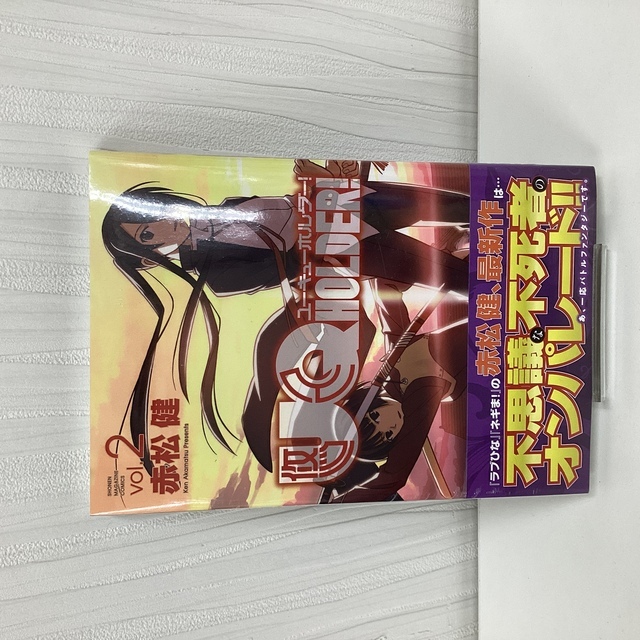 SHONEN
MAGAZINE
COMICS
vol.2
赤松 健
Ken Akamatsu Presents
UQ
HOLDER!
ユーキューホルダー!
『ラブひな』『ネギま!』の赤松 健、最新作は…
不思議な不死者の
オンパレード!!
あ、一応バトルファンタジーです。